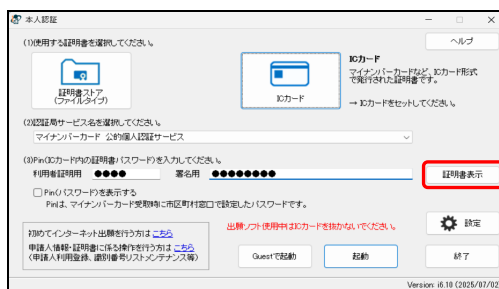 本人認証
(1)使用する証明書を選択してください。
ヘルプ
証明書ストア
(ファイルタイプ)
ICカード
ICカード
マイナンバーカードなど、ICカード形式
で発行された証明書です。
→ ICカードをセットしてください。
(2)認証局サービス名を選択してください。
マイナンバーカード 公的個人認証サービス
(3)Pin(ICカード内の証明書パスワード)を入力してください。
利用者証明用 ●●●● 署名用 ●●●●●●●●
証明書表示
Pin(パスワード)を表示する
Pinは、マイナンバーカード受取時に市区町村窓口で設定したパスワードです。
出願ソフト使用中はICカードを抜かないでください。
設定
初めてインターネット出願を行う方は こちら
申請人情報・証明書に係る操作を行う方は こちら
(申請人利用登録、識別番号リストメンテナンス等)
Guestで起動
起動
終了
Version: i6.10 (2025/07/02)